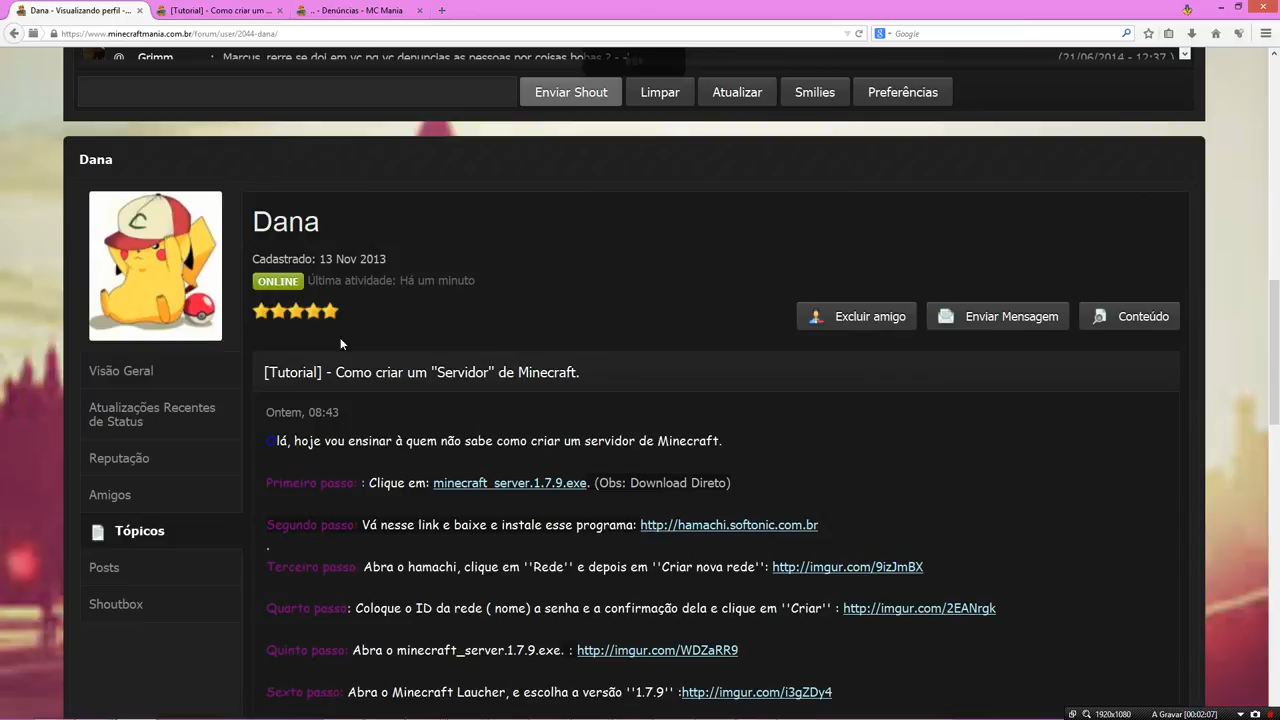 Dana - Visualizando perfil -... ×
[Tutorial] - Como criar um ... ×
.. - Denúncias - MC Mania ×
+
https://www.minecraftmania.com.br/forum/user/2044-dana/
Google
@ Grimm : Marcus, rerre se doi em vc pq vc denuncias as pessoas por coisas bobas ? - -' (21/06/2014 - 12:37 )
Enviar Shout
Limpar
Atualizar
Smilies
Preferências
Dana
Dana
Cadastrado: 13 Nov 2013
ONLINE Última atividade: Há um minuto
Excluir amigo
Enviar Mensagem
Conteúdo
Visão Geral
Atualizações Recentes
de Status
Reputação
Amigos
Tópicos
Posts
Shoutbox
[Tutorial] - Como criar um "Servidor" de Minecraft.
Ontem, 08:43
Olá, hoje vou ensinar à quem não sabe como criar um servidor de Minecraft.
Primeiro passo: : Clique em: minecraft_server.1.7.9.exe. (Obs: Download Direto)
Segundo passo: Vá nesse link e baixe e instale esse programa: http://hamachi.softonic.com.br
.
Terceiro passo: Abra o hamachi, clique em ''Rede'' e depois em ''Criar nova rede'': http://imgur.com/9izJmBX
Quarto passo: Coloque o ID da rede ( nome) a senha e a confirmação dela e clique em ''Criar'' : http://imgur.com/2EANrgk
Quinto passo: Abra o minecraft_server.1.7.9.exe. : http://imgur.com/WDZaRR9
Sexto passo: Abra o Minecraft Laucher, e escolha a versão ''1.7.9'' :http://imgur.com/i3gZDy4
1920x1080 A Gravar [00:02:07]